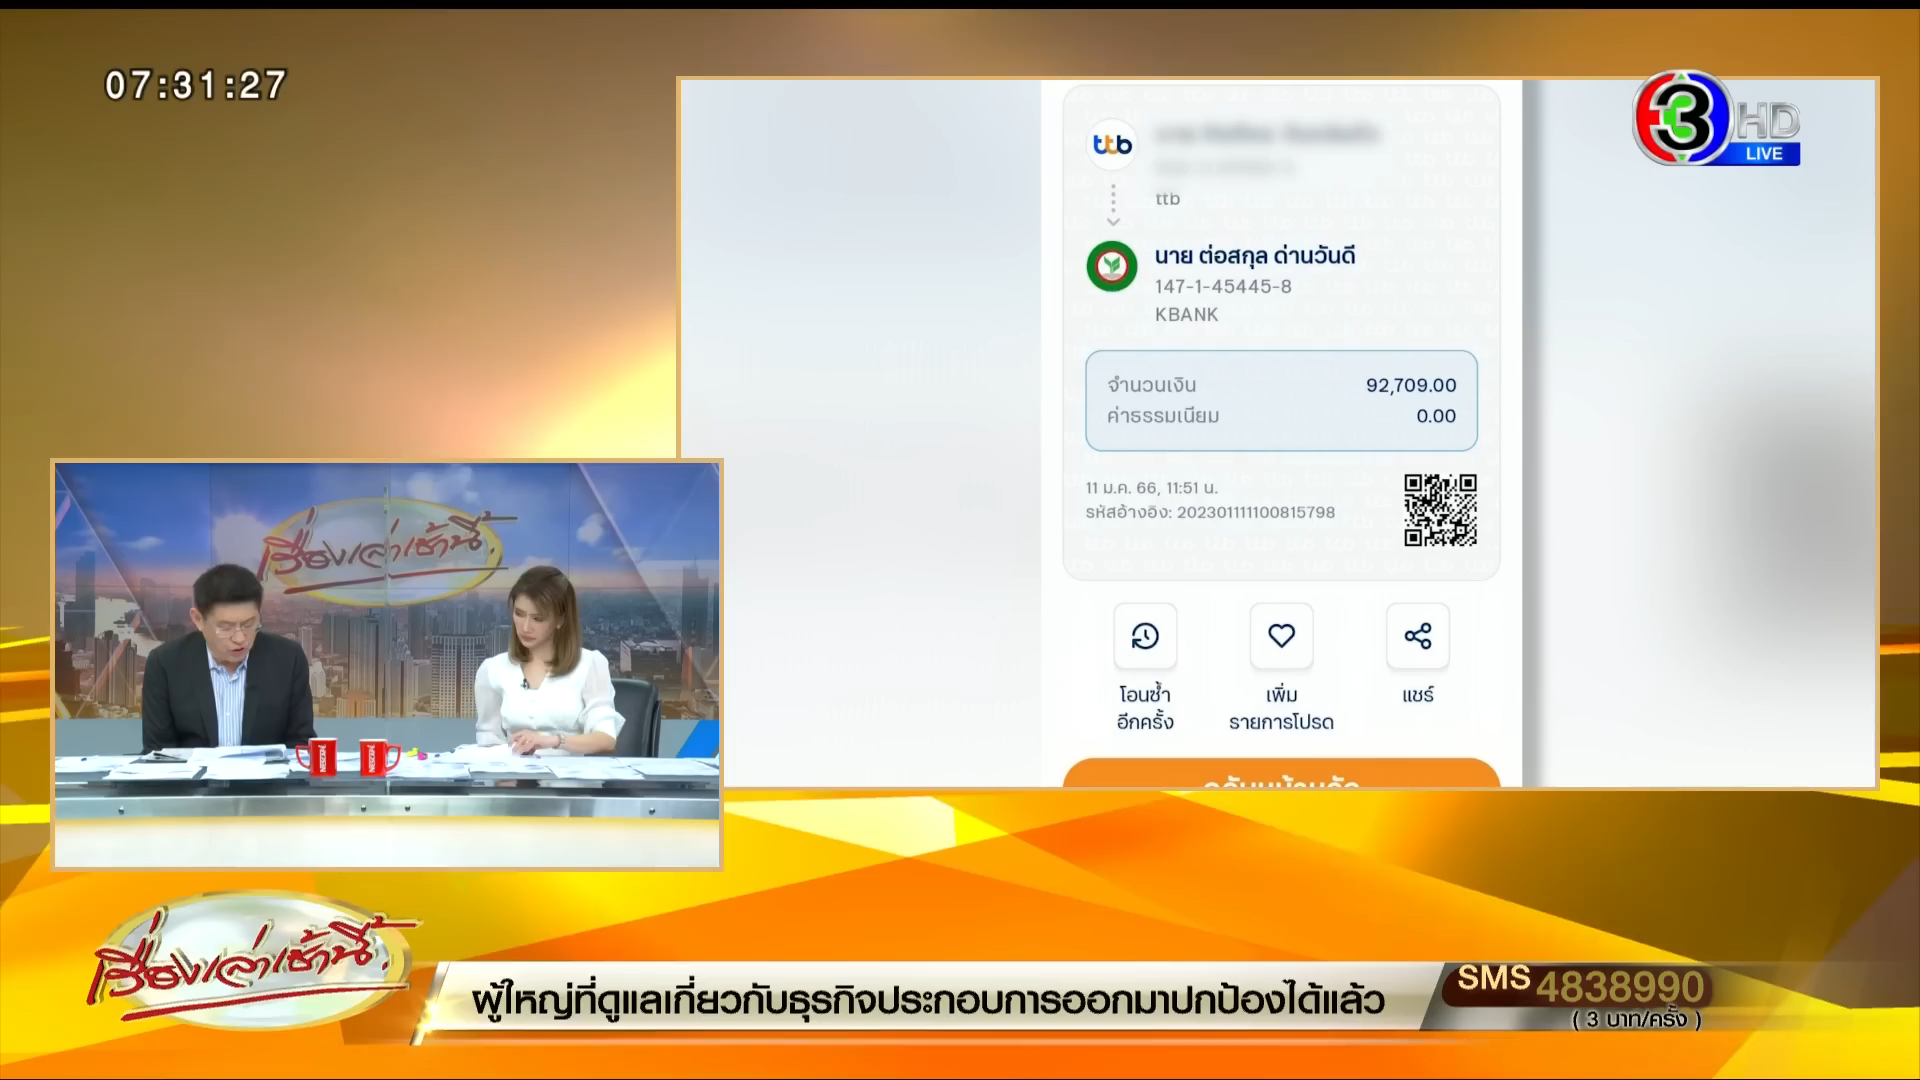 07:31:27
3 HD
LIVE
ttb
ttb
นาย ต่อสกุล ด่านวันดี
147-1-45445-8
KBANK
จำนวนเงิน 92,709.00
ค่าธรรมเนียม 0.00
11 ม.ค. 66, 11:51 น.
รหัสอ้างอิง: 202301111100815798
โอนซ้ำ
อีกครั้ง
เพิ่ม
รายการโปรด
แชร์
เรื่องเล่าเช้านี้
NESCAFÉ
NESCAFÉ
เรื่องเล่าเช้านี้
ผู้ใหญ่ที่ดูแลเกี่ยวกับธุรกิจประกอบการออกมาปกป้องได้แล้ว
SMS 4838990
( 3 บาท/ครั้ง )